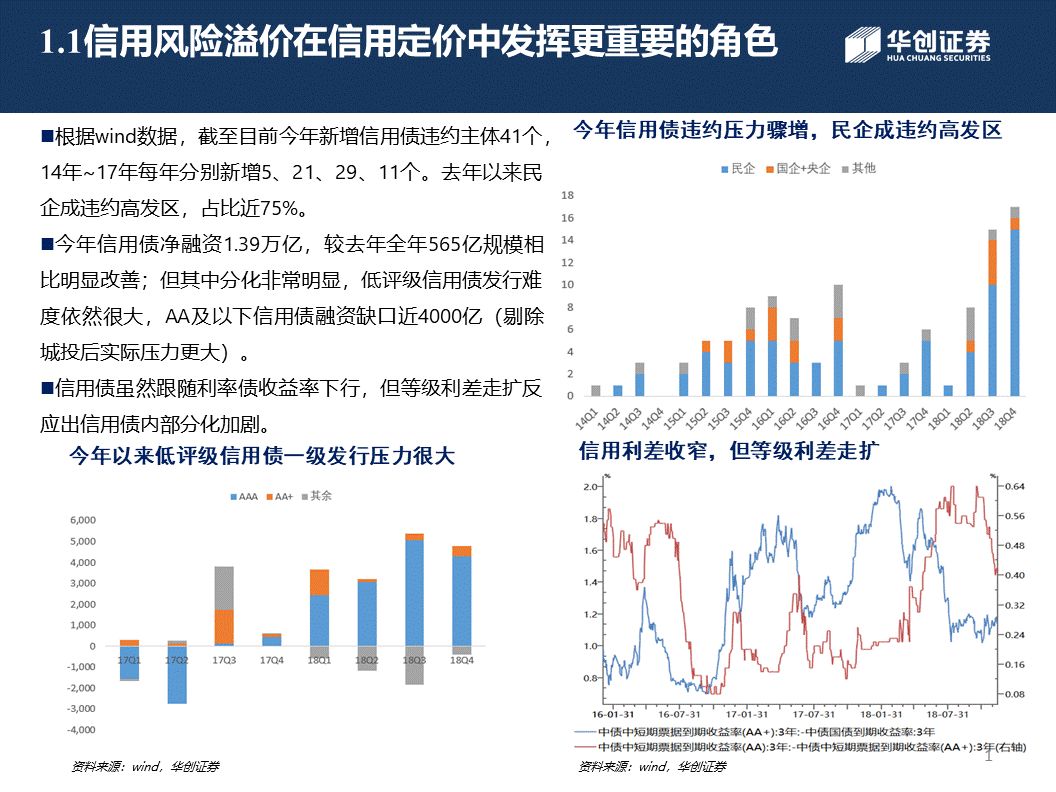 1.1信用风险溢价在信用定价中发挥更重要的角色
华创证券
HUA CHUANG SECURITIES
■根据wind数据，截至目前今年新增信用债违约主体41个，
14年~17年每年分别新增5、21、29、11个。去年以来民
企成违约高发区，占比近75%。
■今年信用债净融资1.39万亿，较去年全年565亿规模相
比明显改善；但其中分化非常明显，低评级信用债发行难
度依然很大，AA及以下信用债融资缺口近4000亿（剔除
城投后实际压力更大）。
■信用债虽然跟随利率债收益率下行，但等级利差走扩反
应出信用债内部分化加剧。
今年信用债违约压力骤增，民企成违约高发区
民企 国企+央企 其他
18
16
14
12
10
8
6
4
2
0
14Q1 14Q2 14Q3 14Q4 15Q1 15Q2 15Q3 15Q4 16Q1 16Q2 16Q3 16Q4 17Q1 17Q2 17Q3 17Q4 18Q1 18Q2 18Q3 18Q4
今年以来低评级信用债一级发行压力很大
AAA AA+ 其余
6,000
5,000
4,000
3,000
2,000
1,000
0
-1,000
-2,000
-3,000
-4,000
17Q1 17Q2 17Q3 17Q4 18Q1 18Q2 18Q3 18Q4
资料来源：wind，华创证券
信用利差收窄，但等级利差走扩
% %
2.0 0.64
1.8 0.56
1.6 0.48
1.4 0.40
1.2 0.32
1.0 0.24
0.8 0.16
0.08
16-01-31 16-07-31 17-01-31 17-07-31 18-01-31 18-07-31
中债中短期票据到期收益率(AA+):3年:-中债国债到期收益率:3年
中债中短期票据到期收益率(AA):3年:-中债中短期票据到期收益率(AA+):3年(右轴)
资料来源：wind，华创证券
1